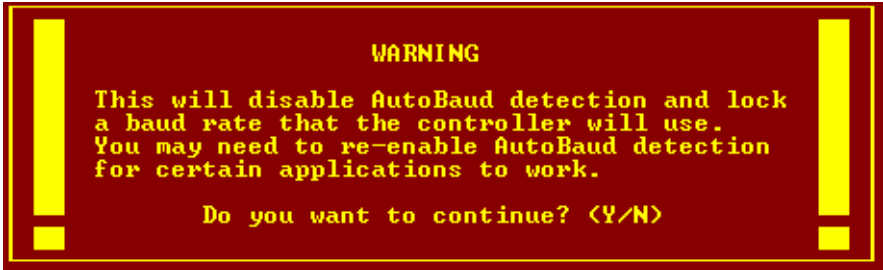 WARNING
This will disable AutoBaud detection and lock
a baud rate that the controller will use.
You may need to re-enable AutoBaud detection
for certain applications to work.
Do you want to continue? (Y/N)